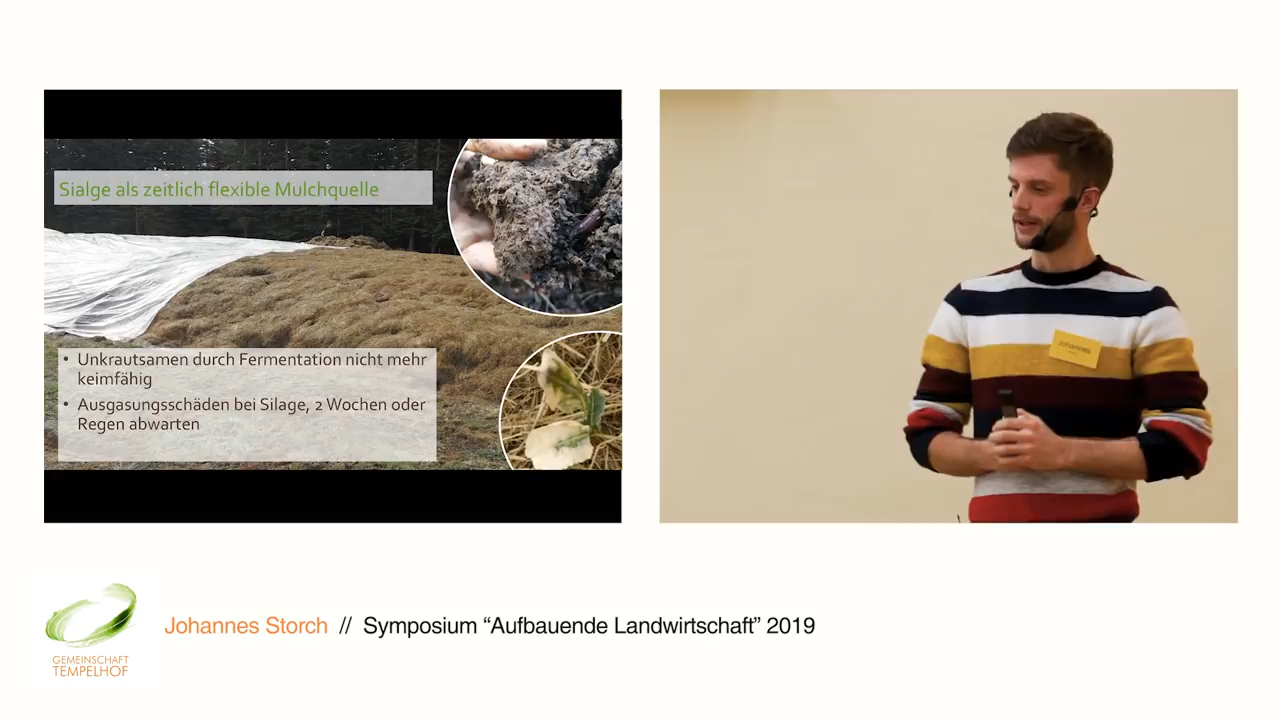 Sialge als zeitlich flexible Mulchquelle
• Unkrautsamen durch Fermentation nicht mehr
keimfähig
• Ausgasungsschäden bei Silage, 2 Wochen oder
Regen abwarten
Johannes
GEMEINSCHAFT
TEMPELHOF
Johannes Storch // Symposium “Aufbauende Landwirtschaft” 2019